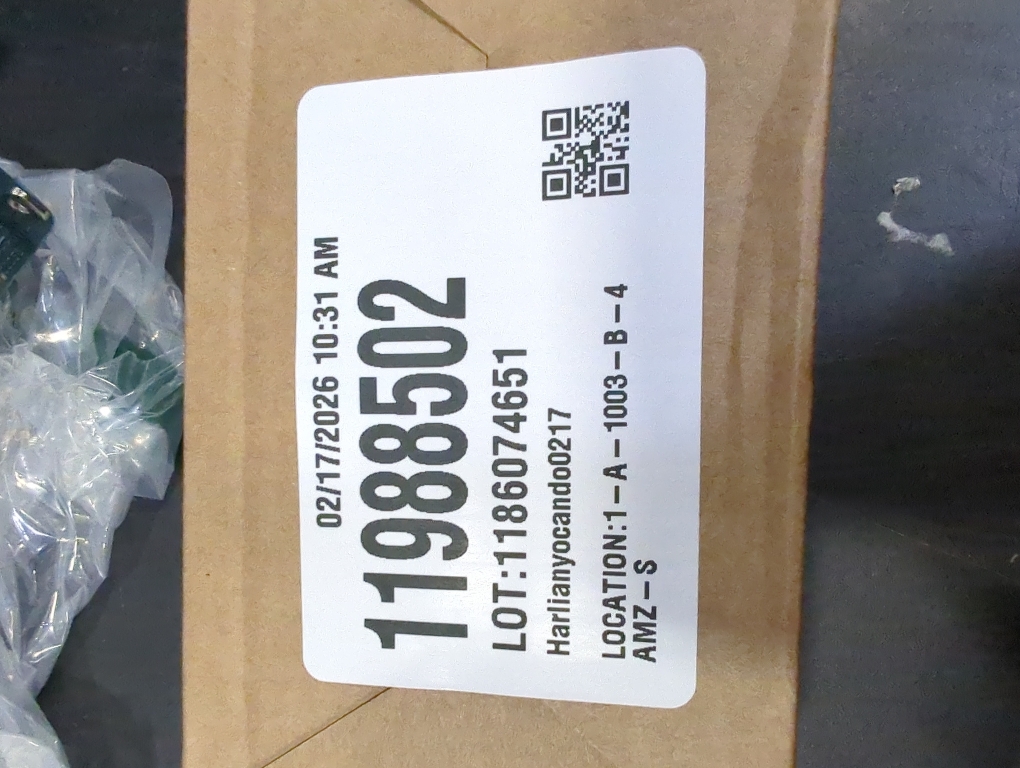 02/17/2026 10:31 AM
11988502
LOT:1186074651
Harlianyocando0217
LOCATION:1-A-1003-B-4
AMZ-S